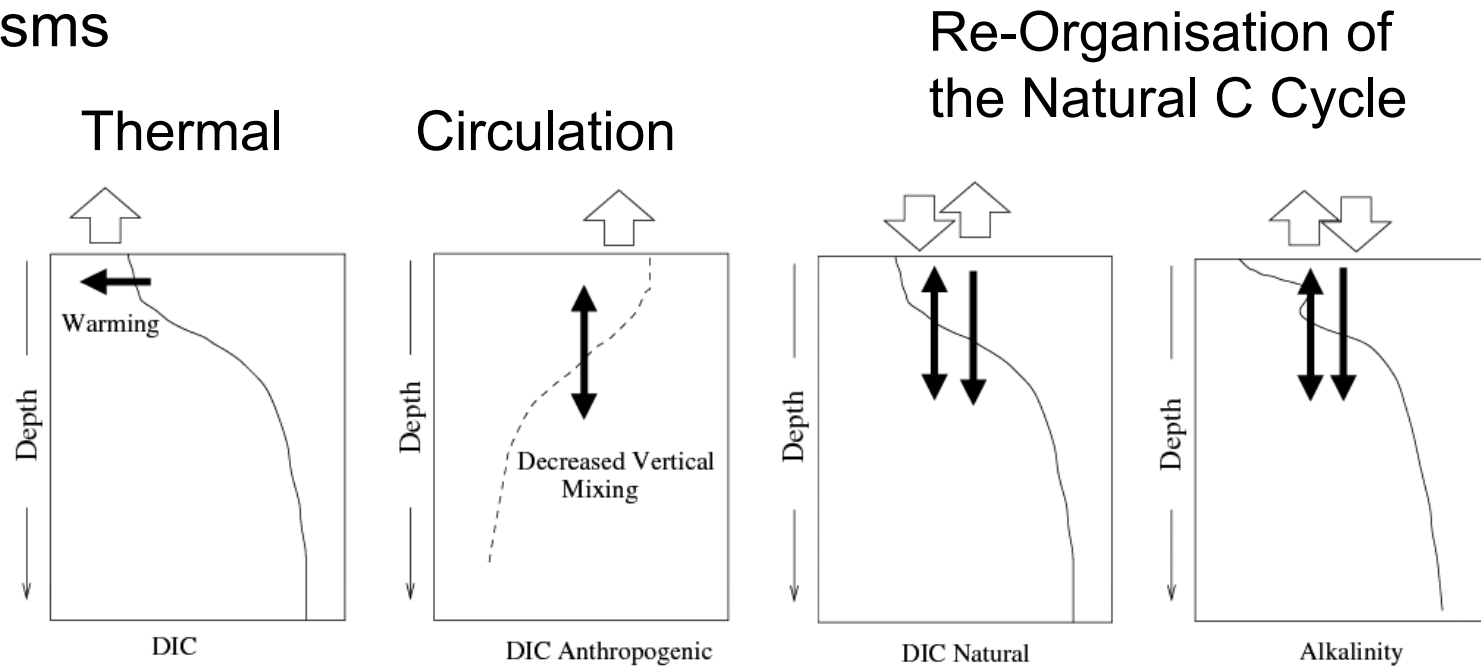 sms
Re-Organisation of
the Natural C Cycle
Thermal
Circulation
Warming
Depth
DIC
Decreased Vertical
Mixing
Depth
DIC Anthropogenic
Depth
DIC Natural
Depth
Alkalinity